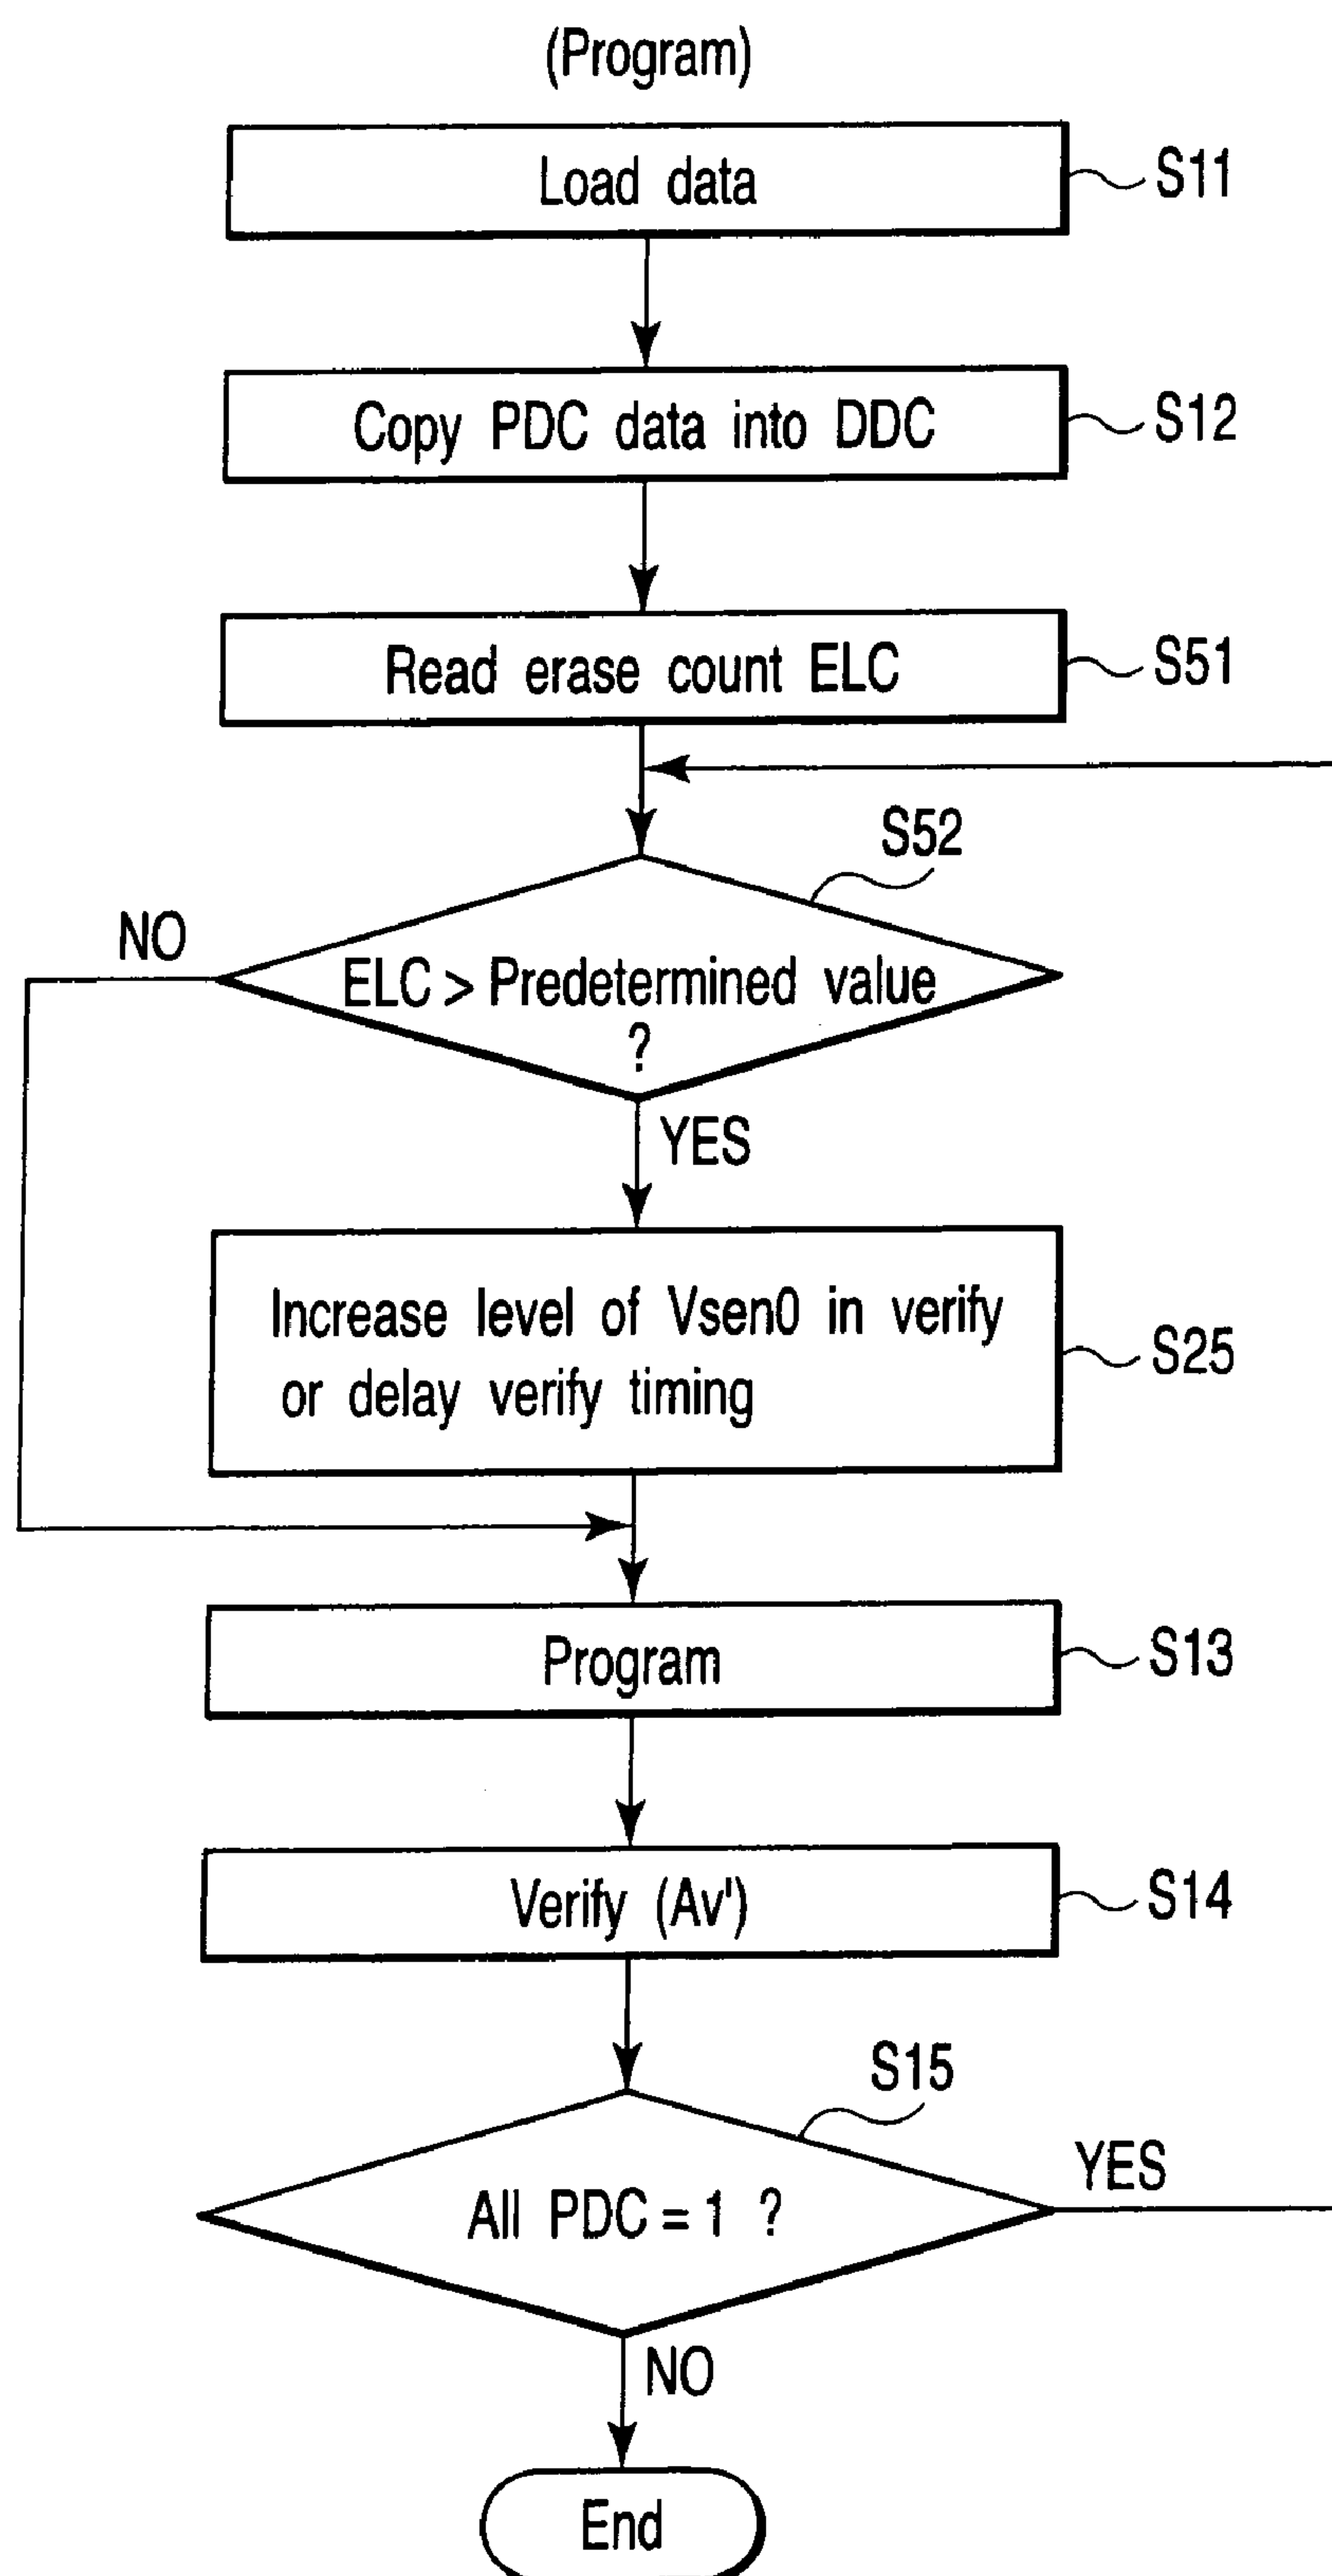 (Program)
Load data
S11
Copy PDC data into DDC
S12
Read erase count ELC
S51
S52
NO
ELC > Predetermined value
?
YES
Increase level of Vsen0 in verify
or delay verify timing
S25
Program
S13
Verify (Av')
S14
S15
All PDC = 1 ?
YES
NO
End